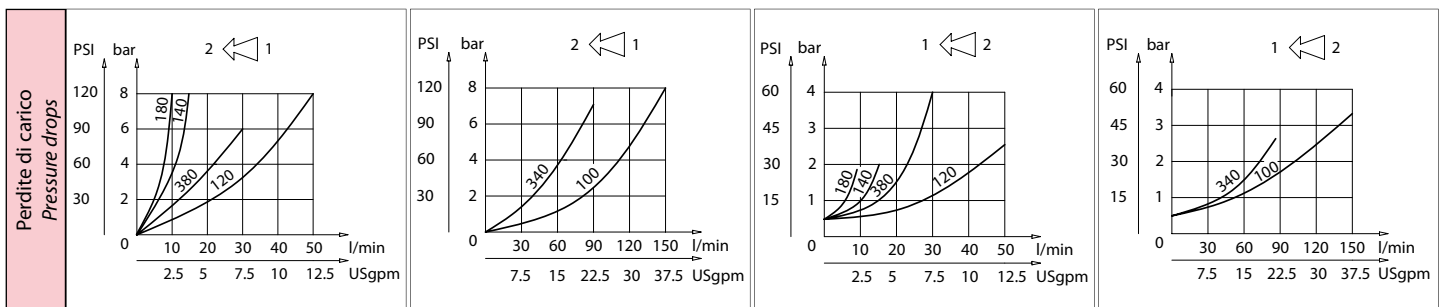 Perdite di carico
Pressure drops
PSI bar 2 1
120 8
90 6
60 4
30 2
0
180 140 380 120
10 20 30 40 50 l/min
2.5 5 7.5 10 12.5 USgpm
PSI bar 2 1
120 8
90 6
60 4
30 2
0
340 100
30 60 90 120 150 l/min
7.5 15 22.5 30 37.5 USgpm
PSI bar 1 2
60 4
45 3
30 2
15 1
0
180 140 380 120
10 20 30 40 50 l/min
2.5 5 7.5 10 12.5 USgpm
PSI bar 1 2
60 4
45 3
30 2
15 1
0
340 100
30 60 90 120 150 l/min
7.5 15 22.5 30 37.5 USgpm